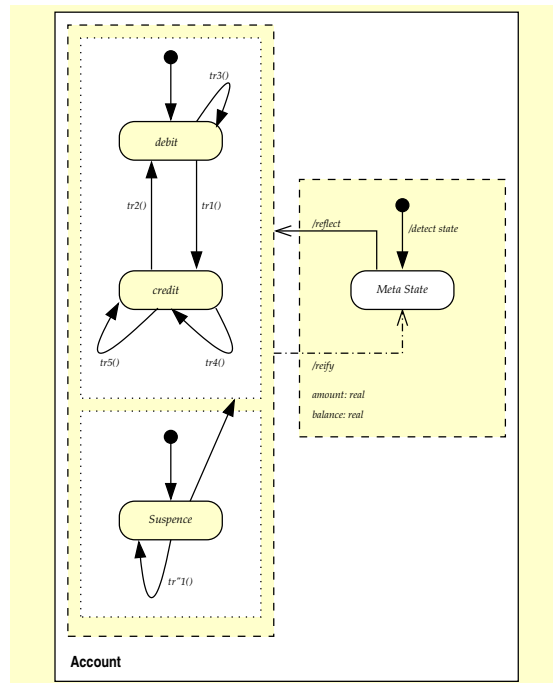 tr3()
debit
tr2()
tr1()
/reflect
/detect state
credit
Meta State
tr5()
tr4()
/reify
amount: real
balance: real
Suspence
tr"1()
Account